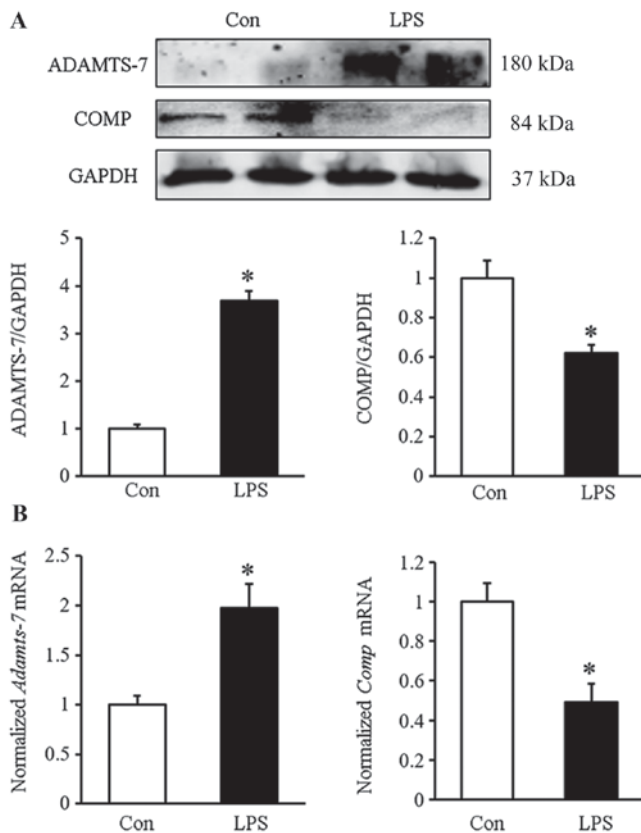 A
Con LPS
ADAMTS-7 180 kDa
COMP 84 kDa
GAPDH 37 kDa
ADAMTS-7/GAPDH
5
4
3
2
1
0
*
Con LPS
COMP/GAPDH
1.2
1
0.8
0.6
0.4
0.2
0
*
Con LPS
B
Normalized Adamts-7 mRNA
2.5
2
1.5
1
0.5
0
*
Con LPS
Normalized Comp mRNA
1.2
1
0.8
0.6
0.4
0.2
0
*
Con LPS